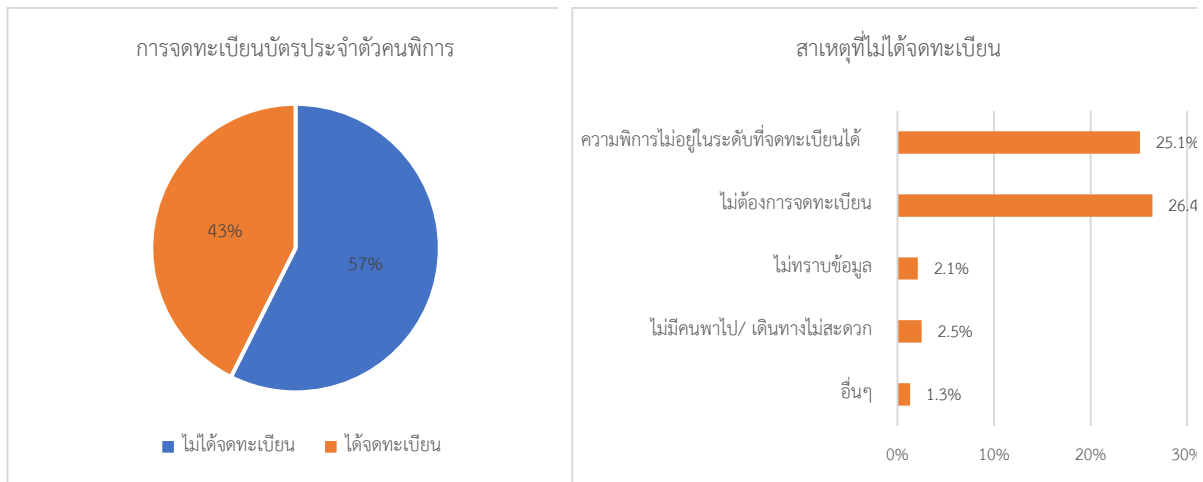 การจดทะเบียนบัตรประจำตัวคนพิการ
43%
57%
ไม่ได้จดทะเบียน
ได้จดทะเบียน
สาเหตุที่ไม่ได้จดทะเบียน
ความพิการไม่อยู่ในระดับที่จดทะเบียนได้
25.1%
ไม่ต้องการจดทะเบียน
26.4
ไม่ทราบข้อมูล
2.1%
ไม่มีคนพาไป/ เดินทางไม่สะดวก
2.5%
อื่นๆ
1.3%
0% 10% 20% 30%